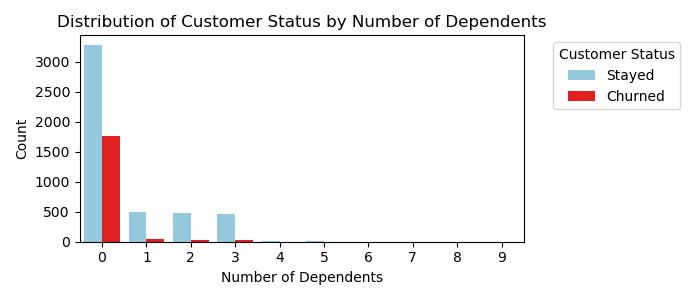 Distribution of Customer Status by Number of Dependents
Customer Status
Stayed
Churned
Count
3000
2500
2000
1500
1000
500
0
0 1 2 3 4 5 6 7 8 9
Number of Dependents